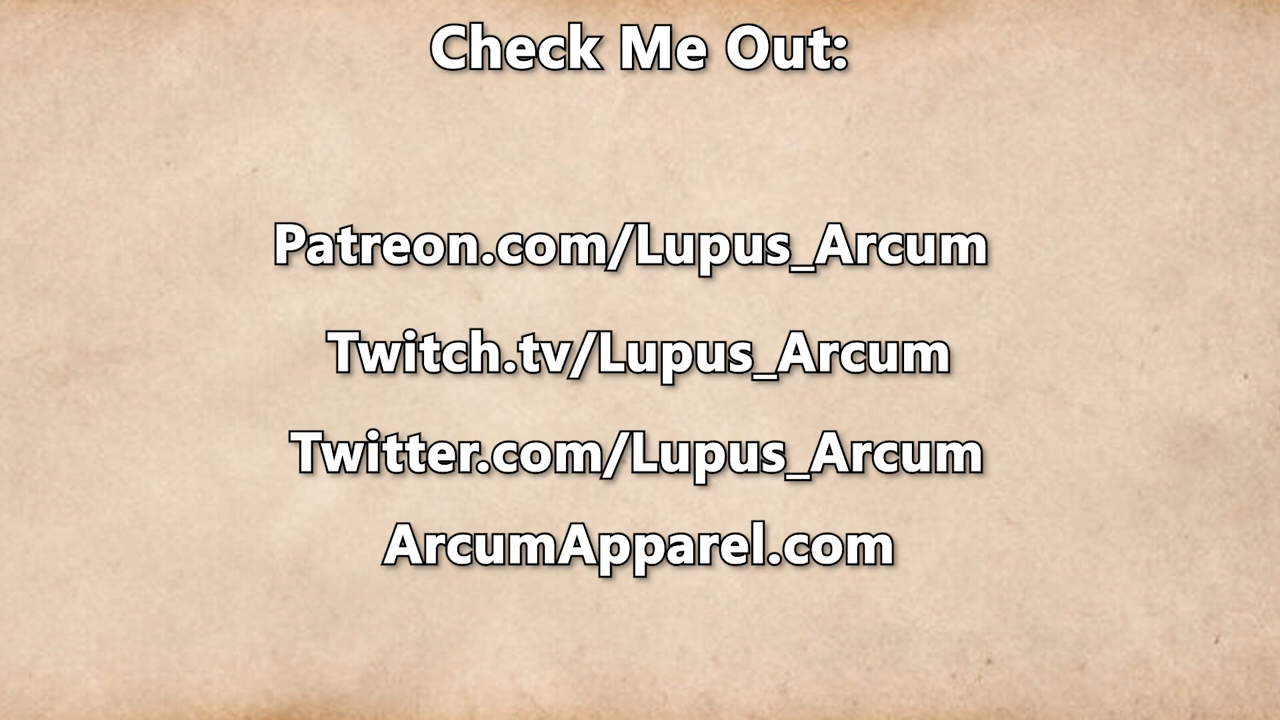 Check Me Out:
Patreon.com/Lupus_Arcum
Twitch.tv/Lupus_Arcum
Twitter.com/Lupus_Arcum
ArcumApparel.com